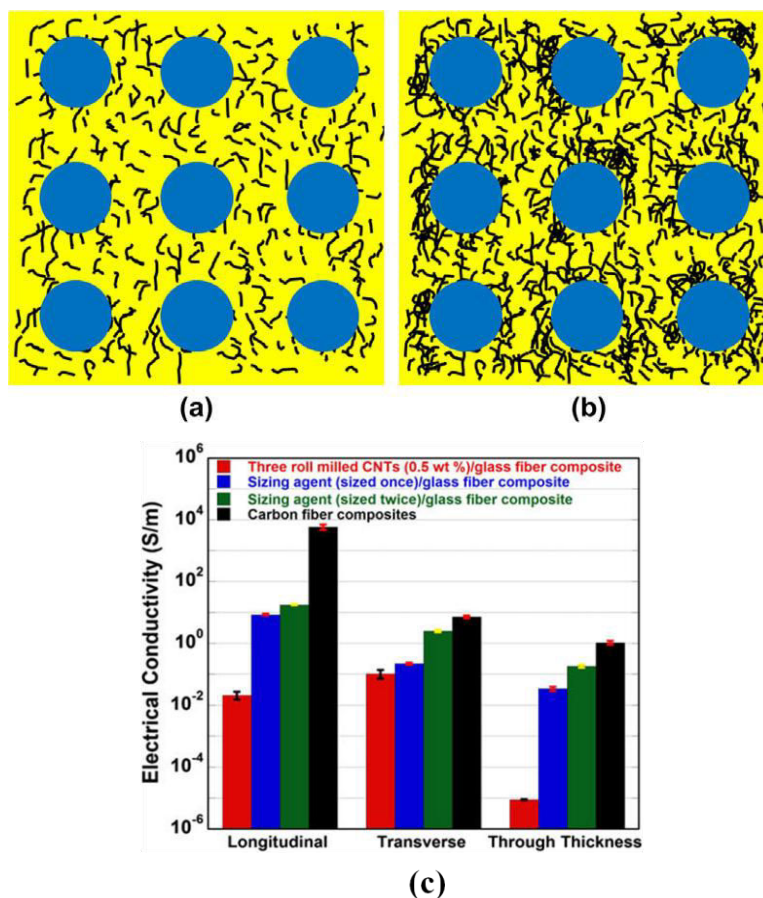 (a)
(b)
Three roll milled CNTs (0.5 wt %)/glass fiber composite
Sizing agent (sized once)/glass fiber composite
Sizing agent (sized twice)/glass fiber composite
Carbon fiber composites
Electrical Conductivity (S/m)
10^6
10^4
10^2
10^0
10^-2
10^-4
10^-6
Longitudinal
Transverse
Through Thickness
(c)